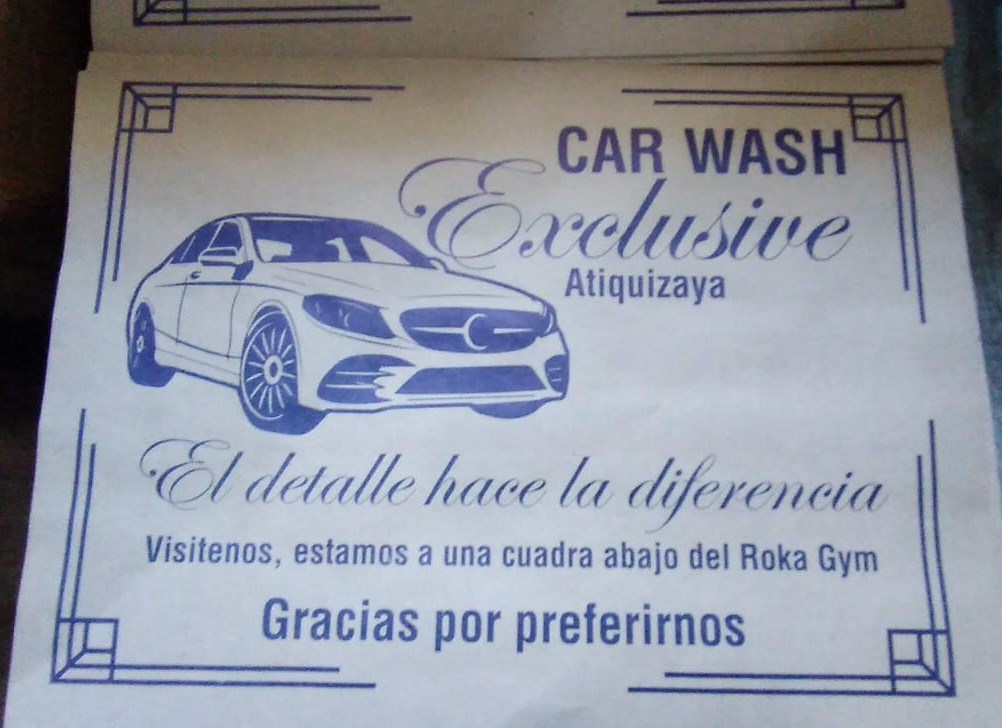 CAR WASH
Exclusive
Atiquizaya
El detalle hace la diferencia
Visitenos, estamos a una cuadra abajo del Roka Gym
Gracias por preferirnos